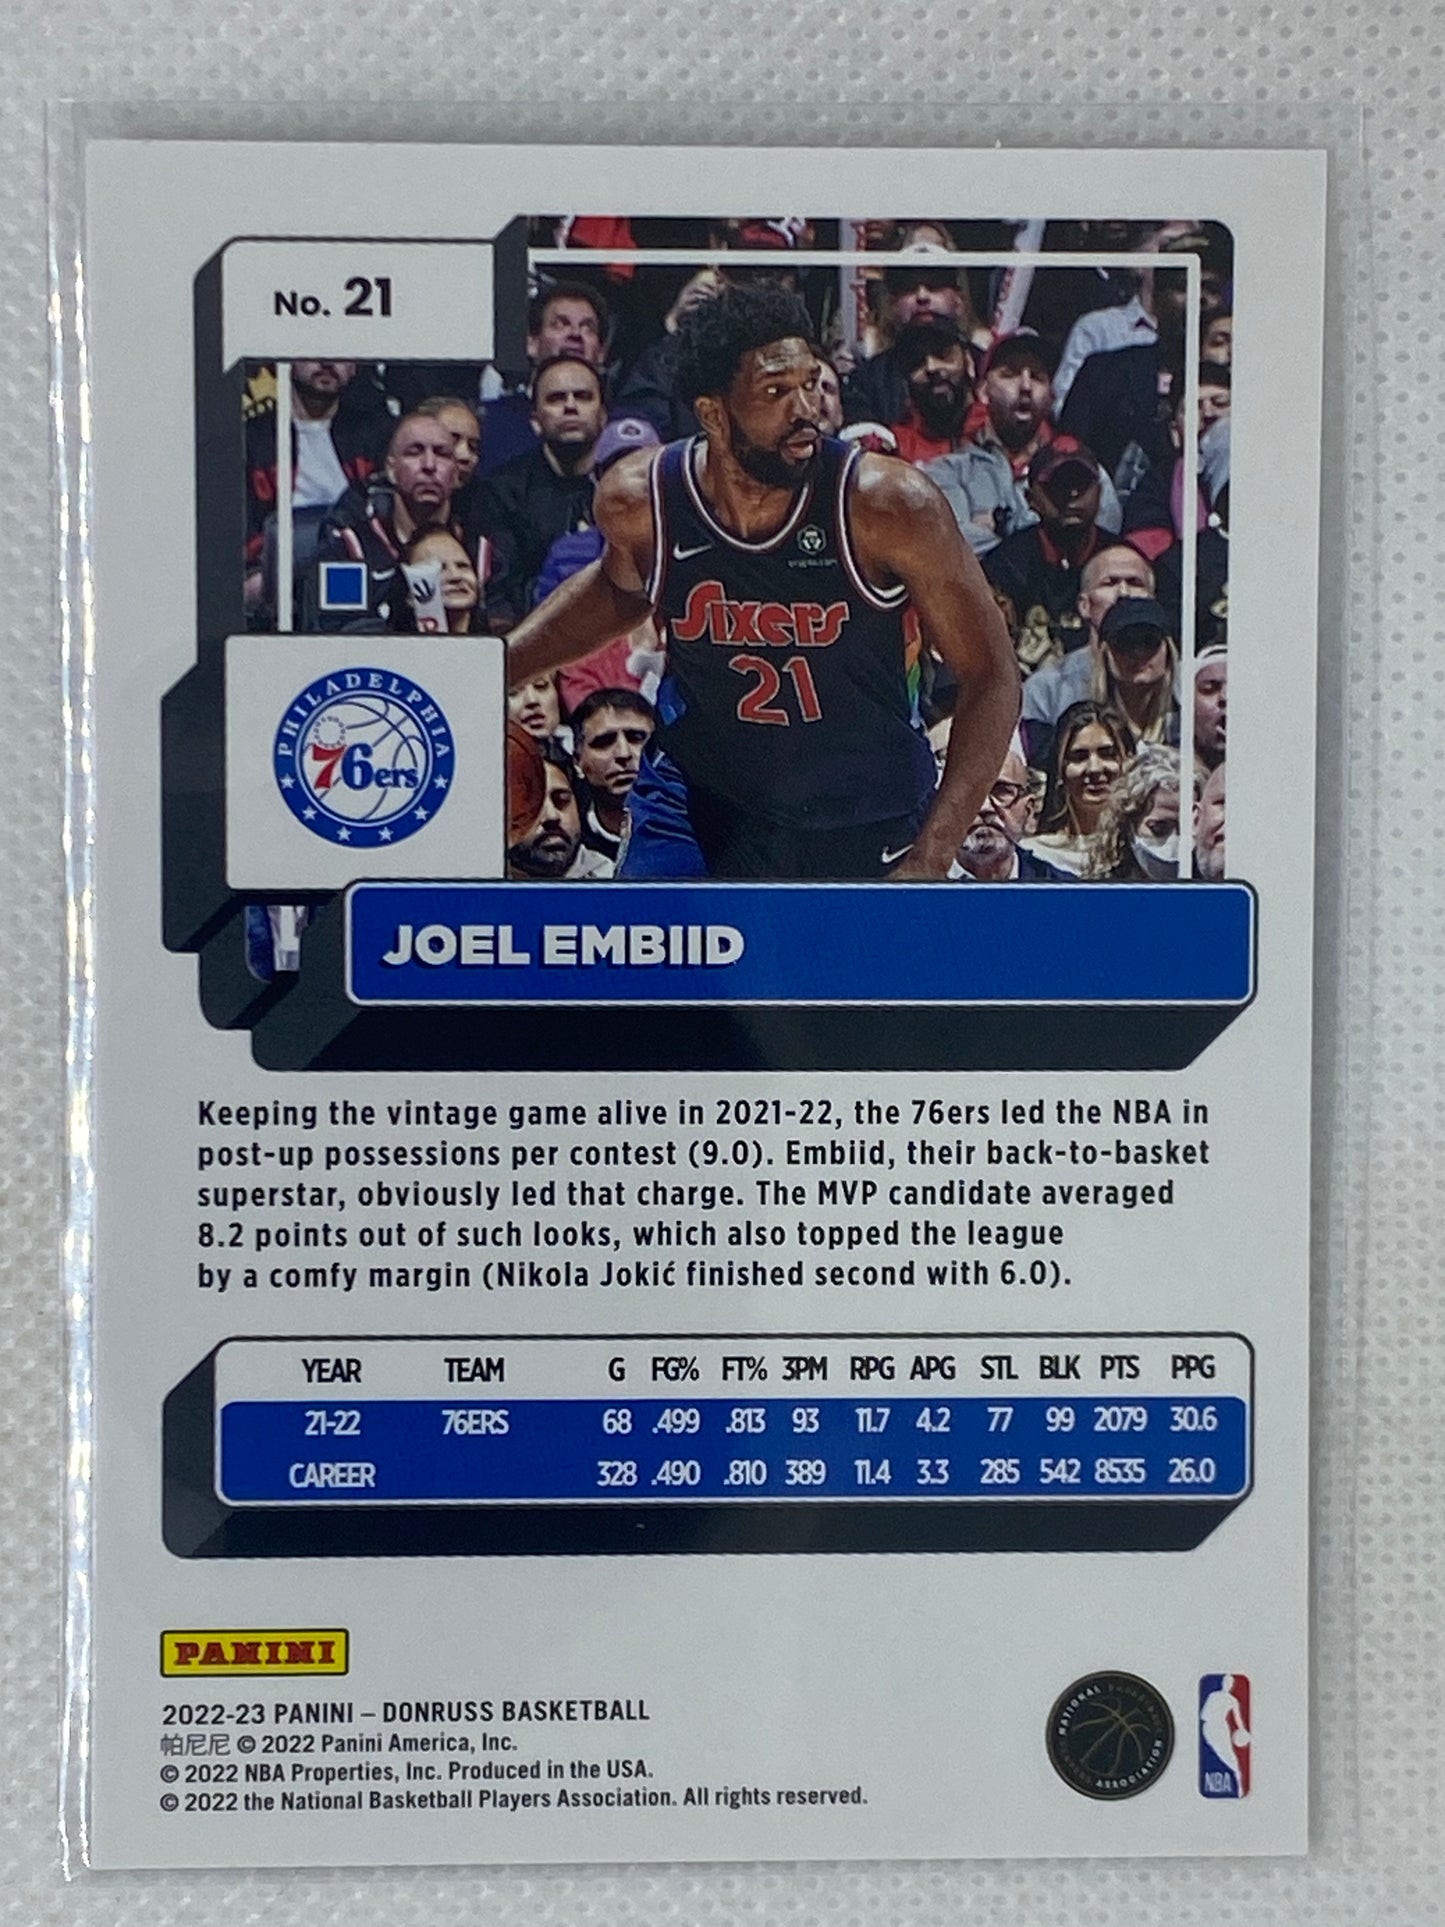 No. 21
Sixers
21
PHILADELPHIA
76ers
JOEL EMBIID
Keeping the vintage game alive in 2021-22, the 76ers led the NBA in
post-up possessions per contest (9.0). Embiid, their back-to-basket
superstar, obviously led that charge. The MVP candidate averaged
8.2 points out of such looks, which also topped the league
by a comfy margin (Nikola Jokić finished second with 6.0).
YEAR TEAM G FG% FT% 3PM RPG APG STL BLK PTS PPG
21-22 76ERS 68 .499 .813 93 11.7 4.2 77 99 2079 30.6
CAREER 328 .490 .810 389 11.4 3.3 285 542 8535 26.0
PANINI
2022-23 PANINI – DONRUSS BASKETBALL
帕尼尼 © 2022 Panini America, Inc.
© 2022 NBA Properties, Inc. Produced in the USA.
© 2022 the National Basketball Players Association. All rights reserved.
NATIONAL BASKETBALL PLAYERS ASSOCIATION
NBA